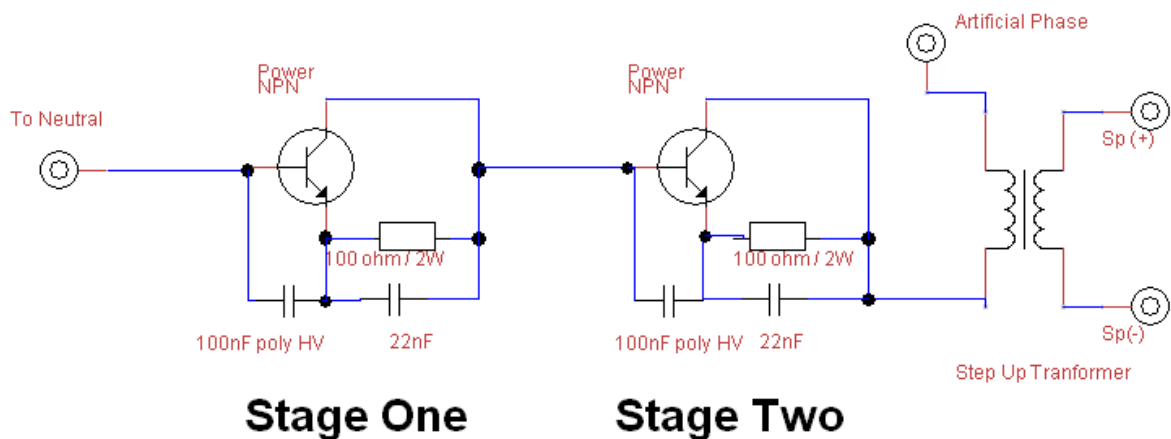 Artificial Phase
Power
NPN
Power
NPN
To Neutral
Sp (+)
100 ohm / 2W
100 ohm / 2W
Sp(-)
100nF poly HV
22nF
100nF poly HV
22nF
Step Up Tranformer
Stage One
Stage Two